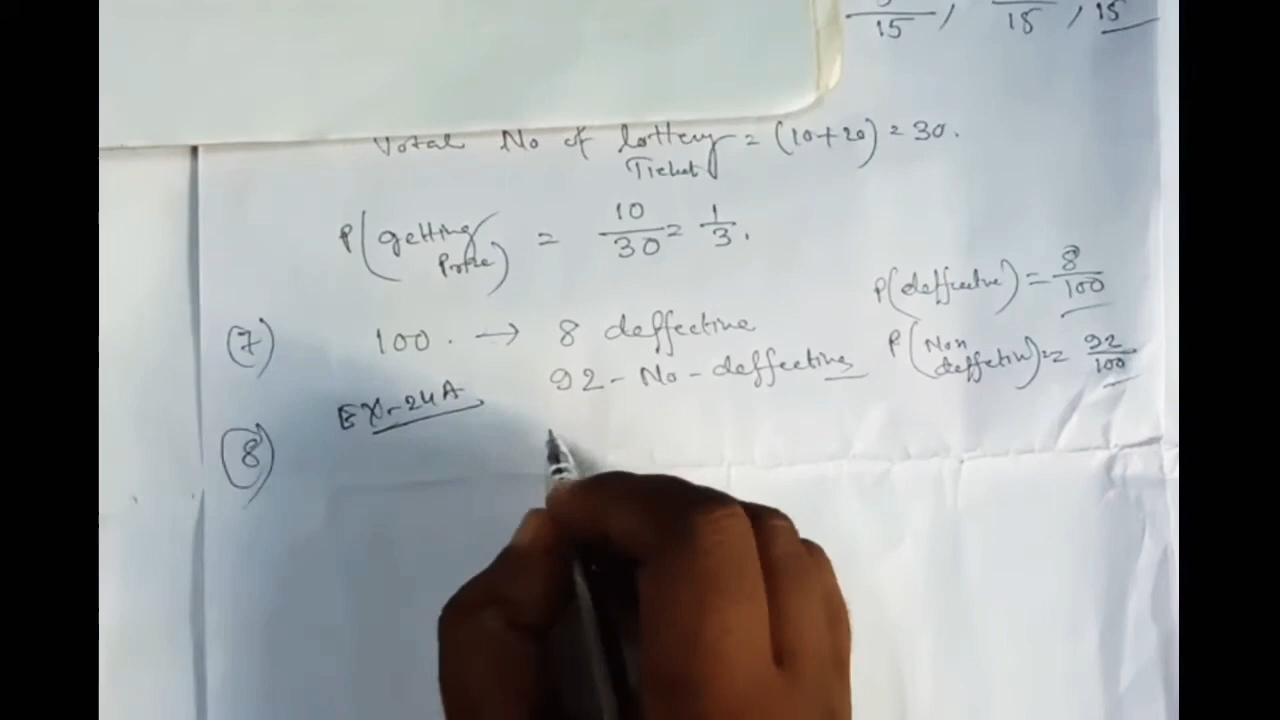 /15 , /18 , 15
Total No of lottery = (10+20) = 30.
Ticket
P(getting Prize) = 10/30 = 1/3.
P(deffective) = 8/100
(7) 100. → 8 deffective
92 - No - deffective
P(Non deffetiv) = 92/100
EX-24A
(8)